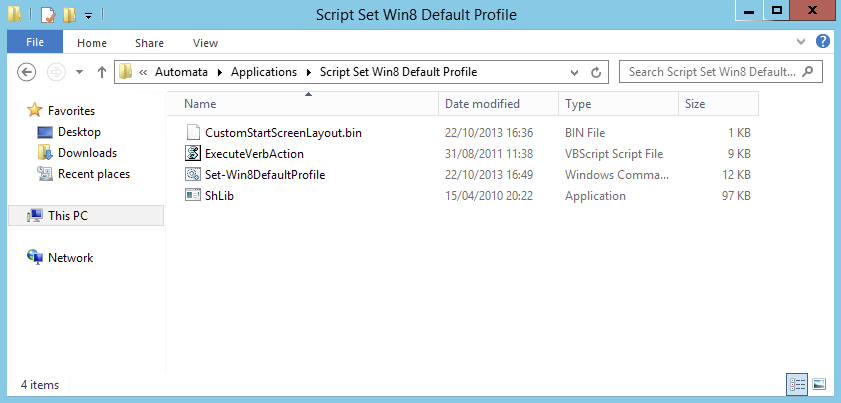 Script Set Win8 Default Profile
File Home Share View
« Automata Applications Script Set Win8 Default Profile Search Script Set Win8 Default...
Favorites
Desktop
Downloads
Recent places
This PC
Network
Name Date modified Type Size
CustomStartScreenLayout.bin 22/10/2013 16:36 BIN File 1 KB
ExecuteVerbAction 31/08/2011 11:38 VBScript Script File 9 KB
Set-Win8DefaultProfile 22/10/2013 16:49 Windows Comma... 12 KB
ShLib 15/04/2010 20:22 Application 97 KB
4 items